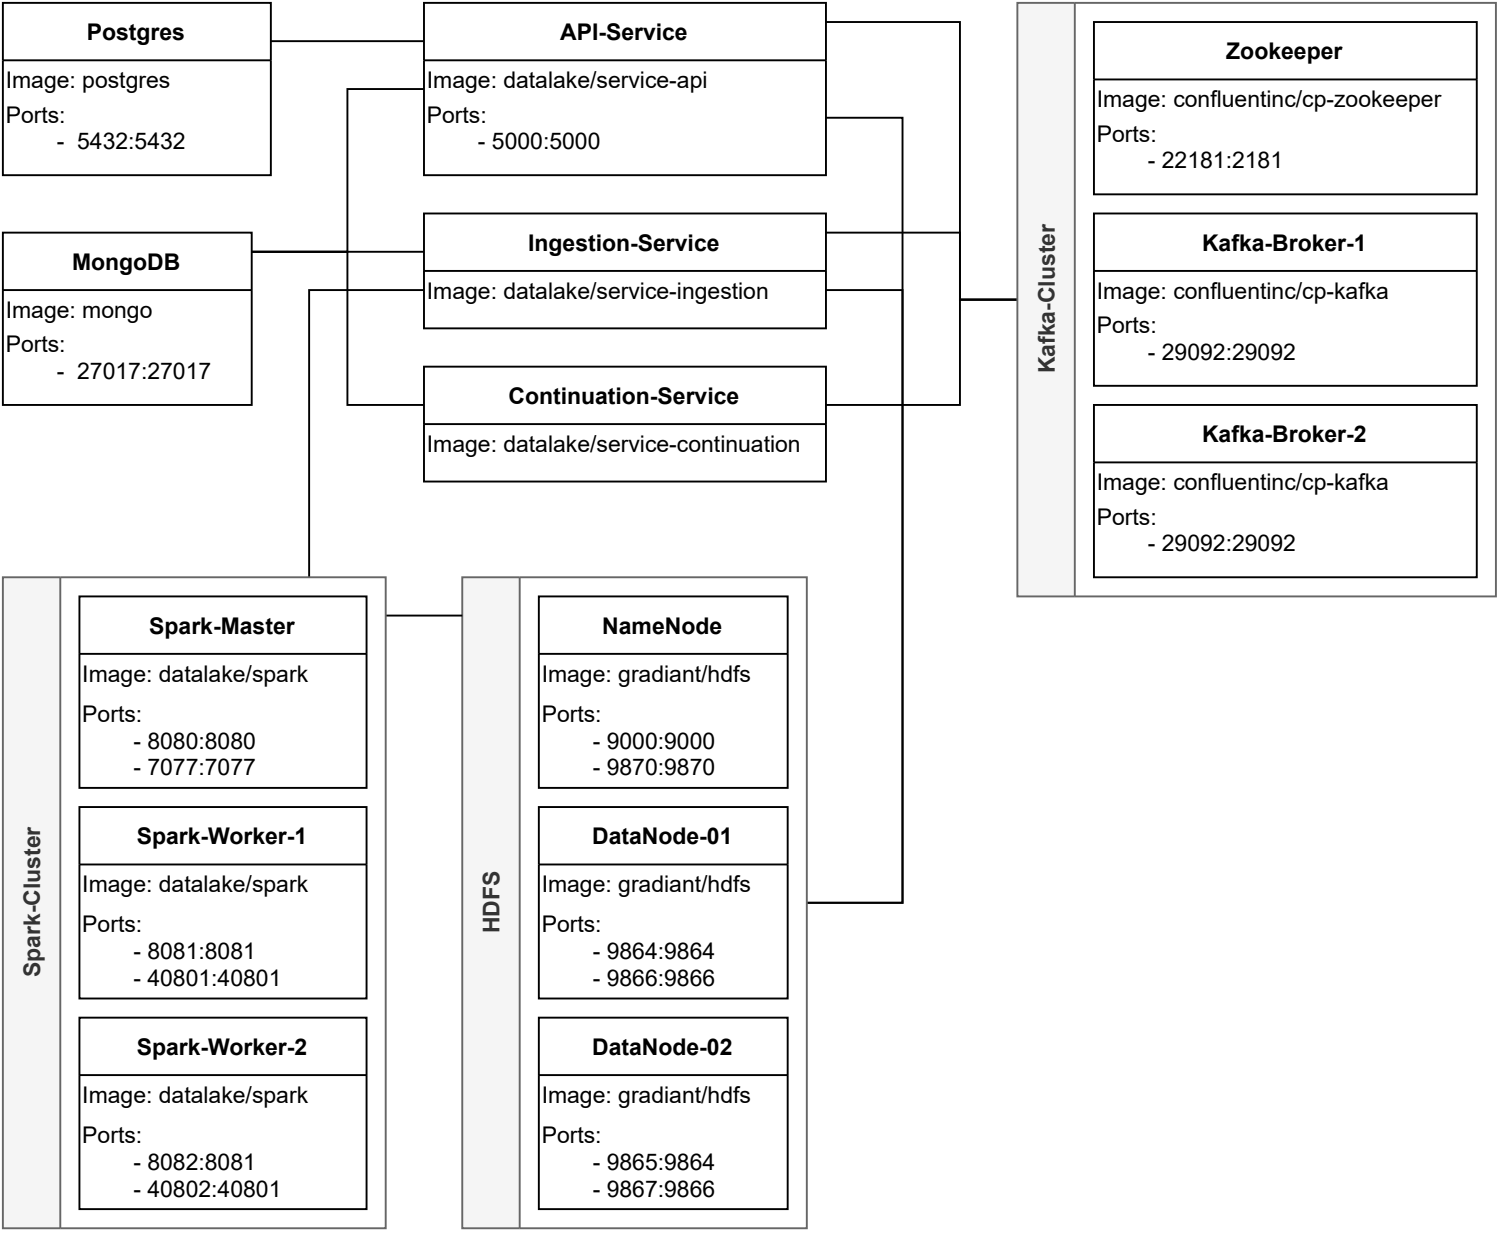 Postgres
Image: postgres
Ports:
- 5432:5432
API-Service
Image: datalake/service-api
Ports:
- 5000:5000
MongoDB
Image: mongo
Ports:
- 27017:27017
Ingestion-Service
Image: datalake/service-ingestion
Continuation-Service
Image: datalake/service-continuation
Kafka-Cluster
Zookeeper
Image: confluentinc/cp-zookeeper
Ports:
- 22181:2181
Kafka-Broker-1
Image: confluentinc/cp-kafka
Ports:
- 29092:29092
Kafka-Broker-2
Image: confluentinc/cp-kafka
Ports:
- 29092:29092
Spark-Cluster
Spark-Master
Image: datalake/spark
Ports:
- 8080:8080
- 7077:7077
Spark-Worker-1
Image: datalake/spark
Ports:
- 8081:8081
- 40801:40801
Spark-Worker-2
Image: datalake/spark
Ports:
- 8082:8081
- 40802:40801
HDFS
NameNode
Image: gradiant/hdfs
Ports:
- 9000:9000
- 9870:9870
DataNode-01
Image: gradiant/hdfs
Ports:
- 9864:9864
- 9866:9866
DataNode-02
Image: gradiant/hdfs
Ports:
- 9865:9864
- 9867:9866